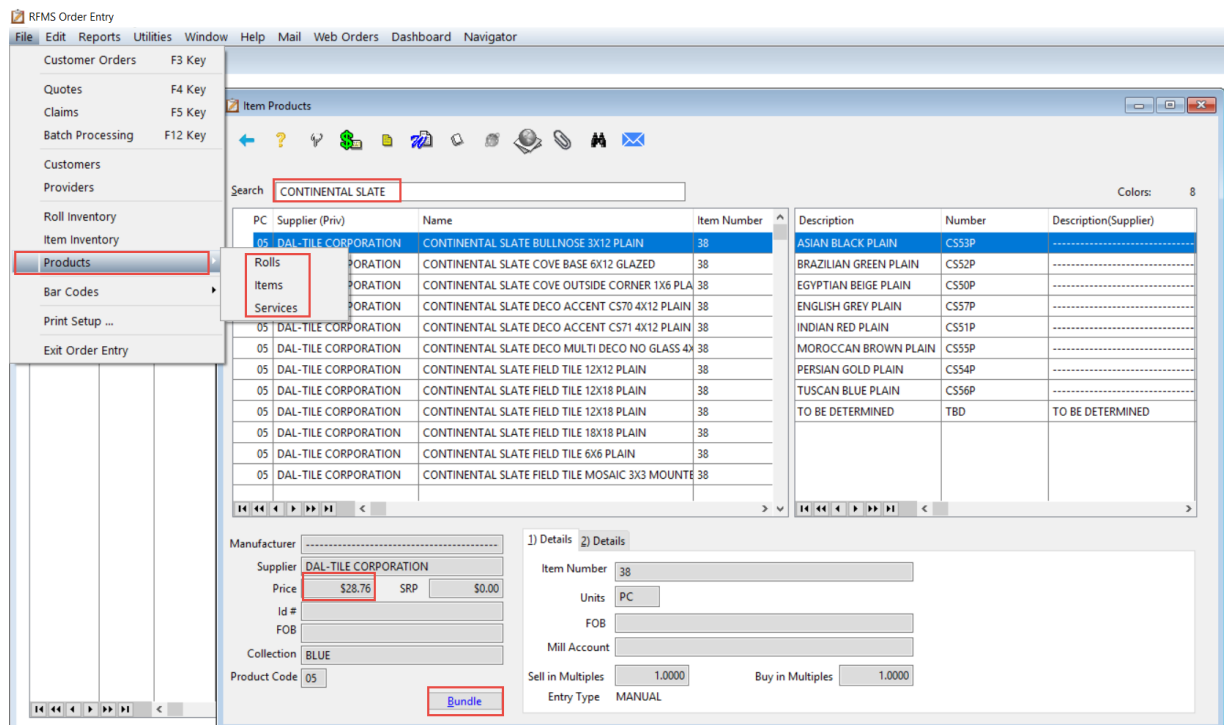 RFMS Order Entry
File Edit Reports Utilities Window Help Mail Web Orders Dashboard Navigator
Customer Orders F3 Key
Quotes F4 Key
Claims F5 Key
Batch Processing F12 Key
Customers
Providers
Roll Inventory
Item Inventory
Products
Bar Codes
Print Setup ...
Exit Order Entry
Rolls
Items
Services
Item Products
Search CONTINENTAL SLATE Colors: 8
PC Supplier (Priv) Name Item Number
05 DAL-TILE CORPORATION CONTINENTAL SLATE BULLNOSE 3X12 PLAIN 38
PORATION CONTINENTAL SLATE COVE BASE 6X12 GLAZED 38
PORATION CONTINENTAL SLATE COVE OUTSIDE CORNER 1X6 PLA 38
PORATION CONTINENTAL SLATE DECO ACCENT CS70 4X12 PLAIN 38
05 DAL-TILE CORPORATION CONTINENTAL SLATE DECO ACCENT CS71 4X12 PLAIN 38
05 DAL-TILE CORPORATION CONTINENTAL SLATE DECO MULTI DECO NO GLASS 4X 38
05 DAL-TILE CORPORATION CONTINENTAL SLATE FIELD TILE 12X12 PLAIN 38
05 DAL-TILE CORPORATION CONTINENTAL SLATE FIELD TILE 12X18 PLAIN 38
05 DAL-TILE CORPORATION CONTINENTAL SLATE FIELD TILE 12X18 PLAIN 38
05 DAL-TILE CORPORATION CONTINENTAL SLATE FIELD TILE 18X18 PLAIN 38
05 DAL-TILE CORPORATION CONTINENTAL SLATE FIELD TILE 6X6 PLAIN 38
05 DAL-TILE CORPORATION CONTINENTAL SLATE FIELD TILE MOSAIC 3X3 MOUNTE 38
Description Number Description(Supplier)
ASIAN BLACK PLAIN CS53P -------------------------------
BRAZILIAN GREEN PLAIN CS52P -------------------------------
EGYPTIAN BEIGE PLAIN CS50P -------------------------------
ENGLISH GREY PLAIN CS57P -------------------------------
INDIAN RED PLAIN CS51P -------------------------------
MOROCCAN BROWN PLAIN CS55P -------------------------------
PERSIAN GOLD PLAIN CS54P -------------------------------
TUSCAN BLUE PLAIN CS56P -------------------------------
TO BE DETERMINED TBD TO BE DETERMINED
Manufacturer ------------------------------------------
Supplier DAL-TILE CORPORATION
Price $28.76 SRP $0.00
Id #
FOB
Collection BLUE
Product Code 05
Bundle
1) Details 2) Details
Item Number 38
Units PC
FOB
Mill Account
Sell in Multiples 1.0000 Buy in Multiples 1.0000
Entry Type MANUAL